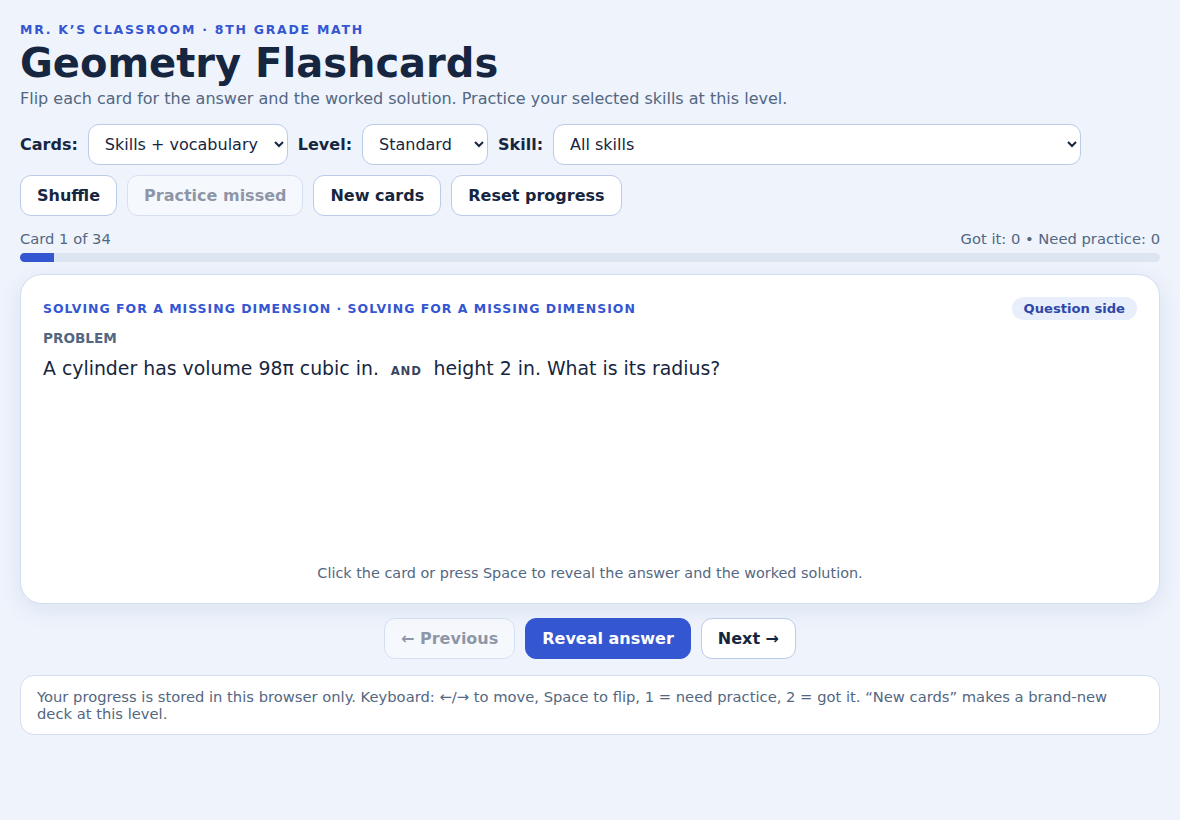 MR. K’S CLASSROOM · 8TH GRADE MATH
Geometry Flashcards
Flip each card for the answer and the worked solution. Practice your selected skills at this level.
Cards: Skills + vocabulary Level: Standard Skill: All skills
Shuffle Practice missed New cards Reset progress
Card 1 of 34 Got it: 0 • Need practice: 0
SOLVING FOR A MISSING DIMENSION · SOLVING FOR A MISSING DIMENSION Question side
PROBLEM
A cylinder has volume 98π cubic in. AND height 2 in. What is its radius?
Click the card or press Space to reveal the answer and the worked solution.
← Previous Reveal answer Next →
Your progress is stored in this browser only. Keyboard: ←/→ to move, Space to flip, 1 = need practice, 2 = got it. “New cards” makes a brand-new
deck at this level.